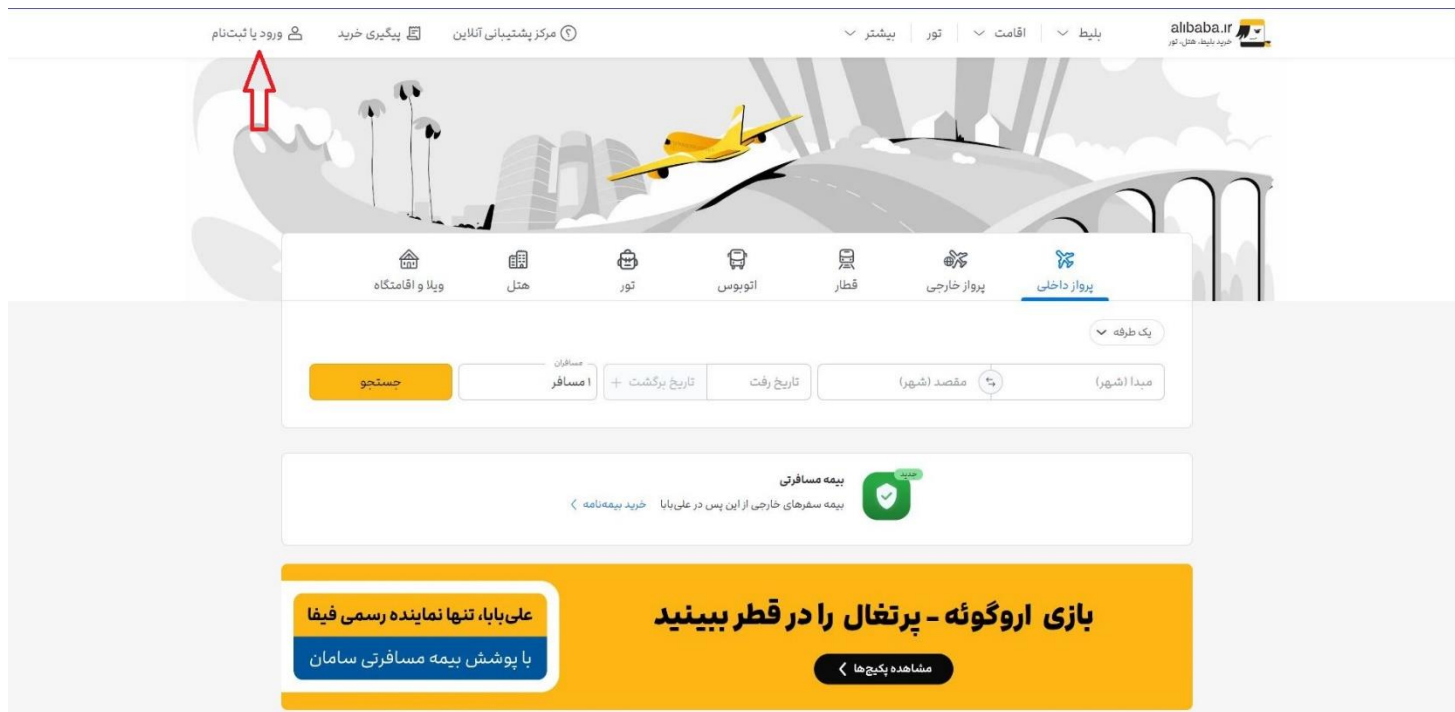 alibaba.ir
خرید بلیط، هتل، تور
بلیط
اقامت
تور
بیشتر
مرکز پشتیبانی آنلاین
پیگیری خرید
ورود یا ثبت‌نام
پرواز داخلی
پرواز خارجی
قطار
اتوبوس
تور
هتل
ویلا و اقامتگاه
یک طرفه
مبدا (شهر)
مقصد (شهر)
تاریخ رفت
تاریخ برگشت +
مسافران
۱ مسافر
جستجو
جدید
بیمه مسافرتی
بیمه سفرهای خارجی از این پس در علی‌بابا خرید بیمه‌نامه
بازی اروگوئه - پرتغال را در قطر ببینید
مشاهده پکیج‌ها
علی‌بابا، تنها نماینده رسمی فیفا
با پوشش بیمه مسافرتی سامان